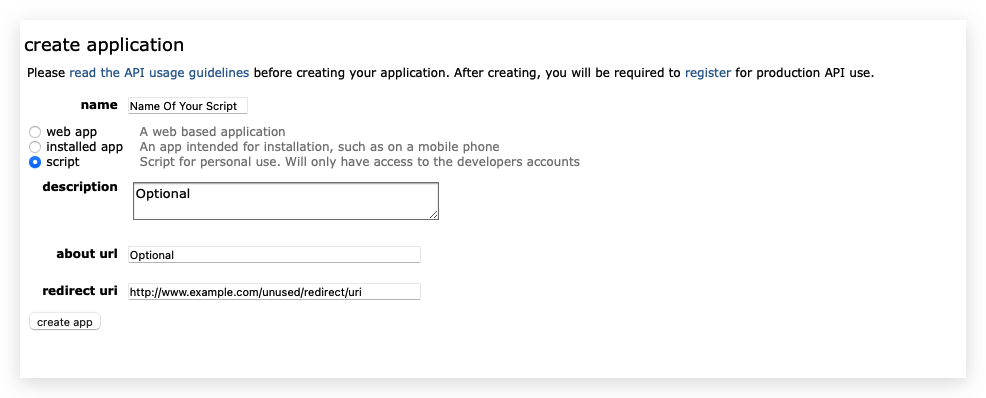 create application
Please read the API usage guidelines before creating your application. After creating, you will be required to register for production API use.
name Name Of Your Script
web app A web based application
installed app An app intended for installation, such as on a mobile phone
script Script for personal use. Will only have access to the developers accounts
description Optional
about url Optional
redirect uri http://www.example.com/unused/redirect/uri
create app